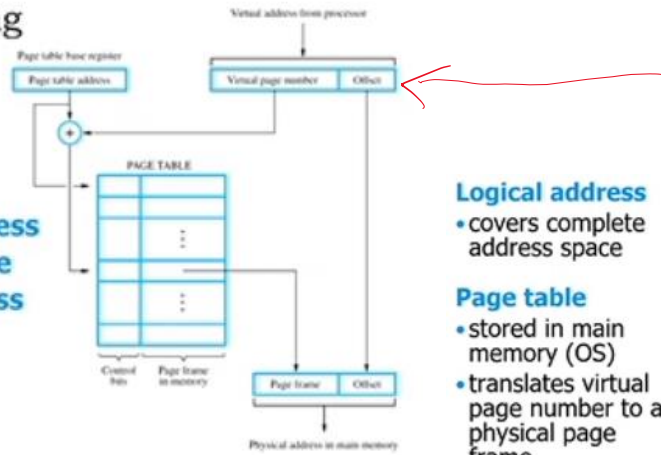 Virtual address from processor
Page table base register
Page table address
Virtual page number
Offset
+
PAGE TABLE
Control bits
Page frame in memory
Page frame
Offset
Physical address in main memory
Logical address
• covers complete
address space
Page table
• stored in main
memory (OS)
• translates virtual
page number to a
physical page